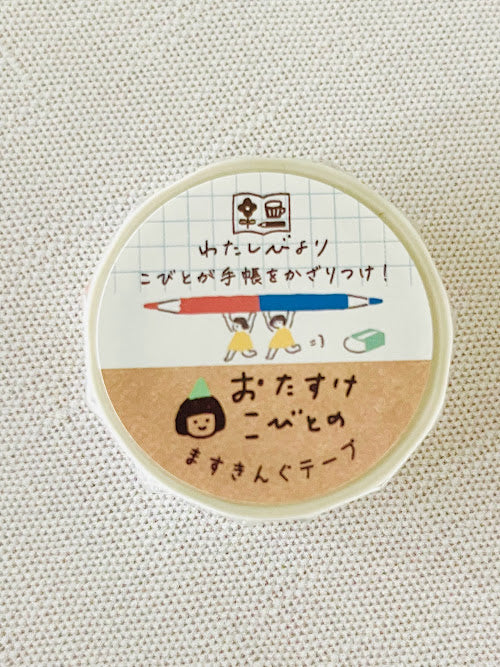 わたしびより
こびとが手帳をかざりつけ!
=)
おたすけ
こびとの
ますきんぐテープ